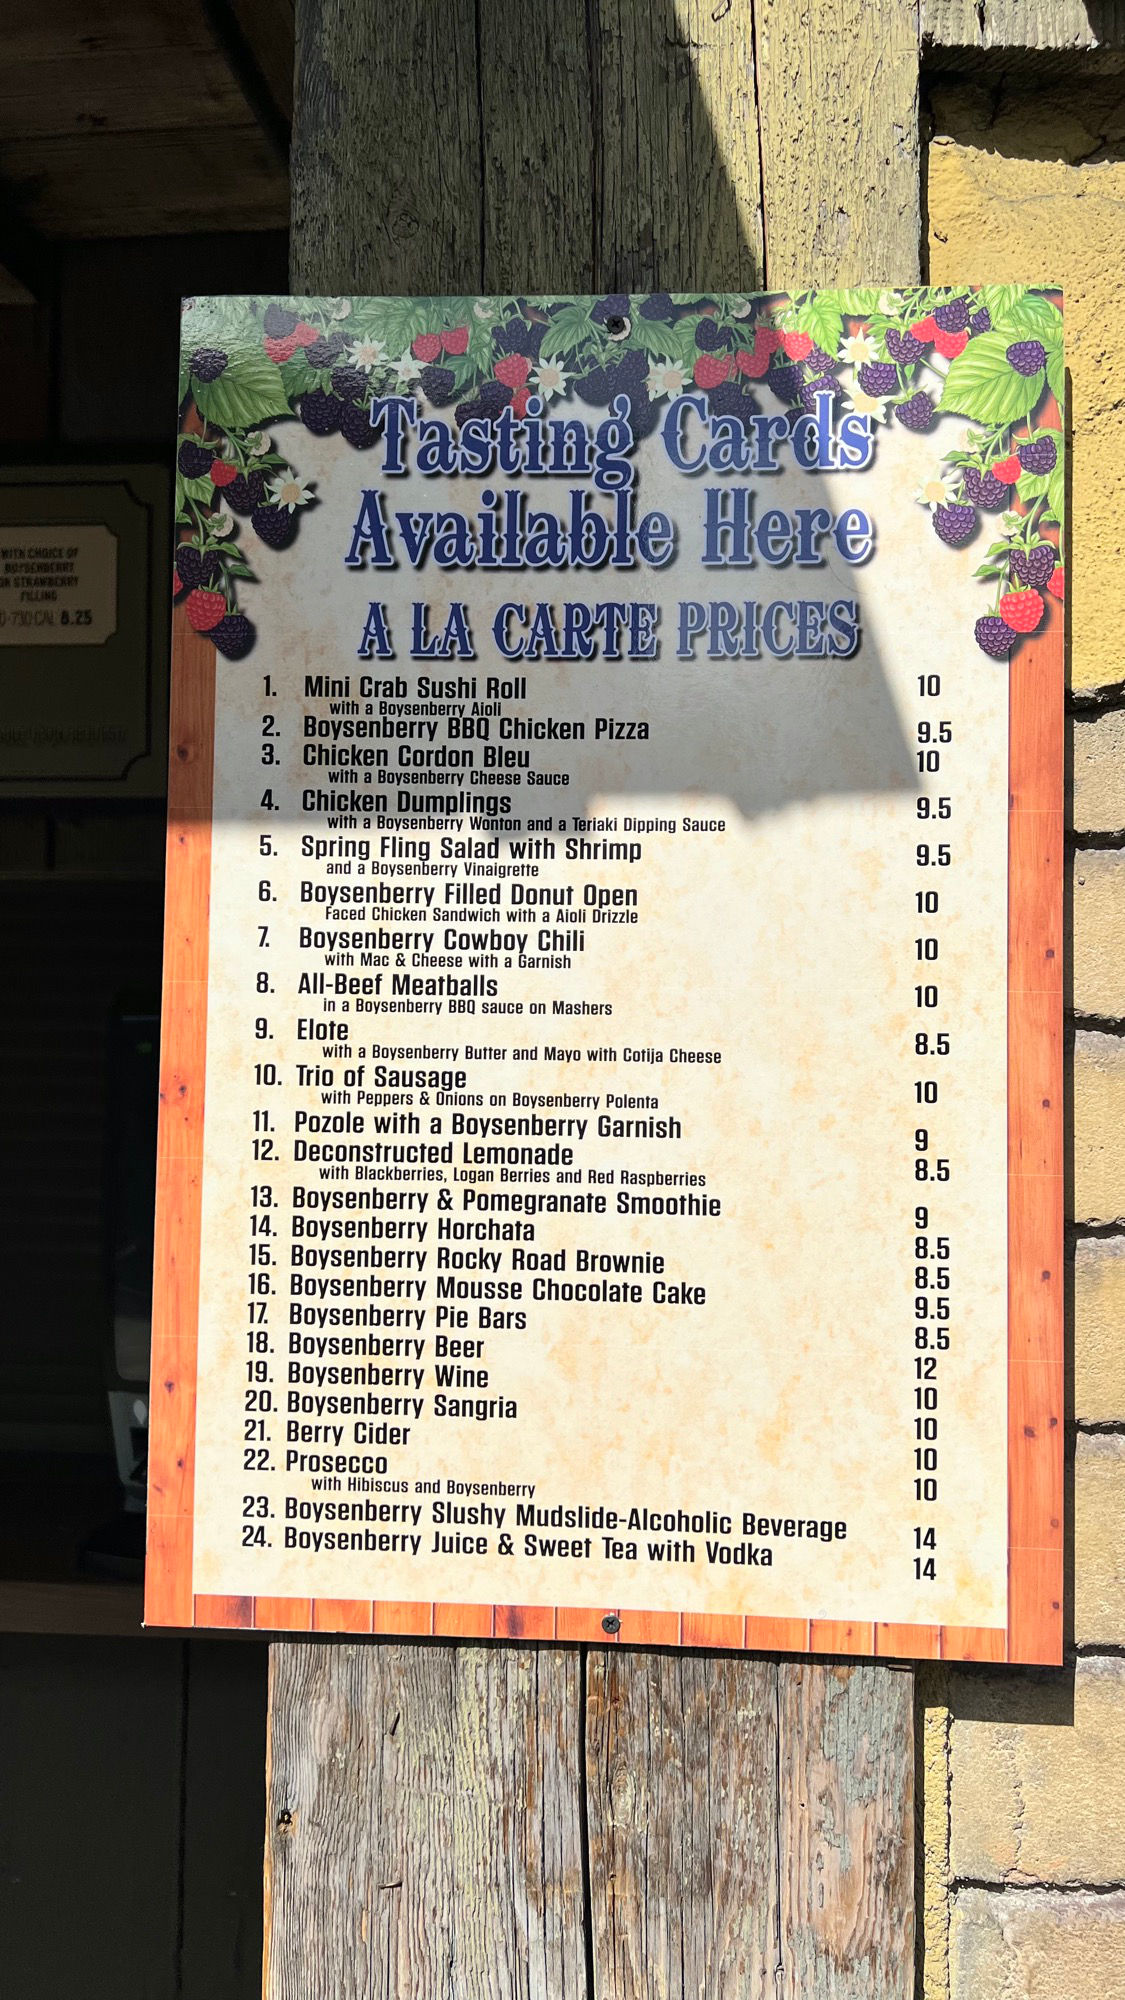 Tasting Cards
Available Here
A LA CARTE PRICES
1. Mini Crab Sushi Roll 10
with a Boysenberry Aioli
2. Boysenberry BBQ Chicken Pizza 9.5
3. Chicken Cordon Bleu 10
with a Boysenberry Cheese Sauce
4. Chicken Dumplings 9.5
with a Boysenberry Wonton and a Teriaki Dipping Sauce
5. Spring Fling Salad with Shrimp 9.5
and a Boysenberry Vinaigrette
6. Boysenberry Filled Donut Open 10
Faced Chicken Sandwich with a Aioli Drizzle
7. Boysenberry Cowboy Chili 10
with Mac & Cheese with a Garnish
8. All-Beef Meatballs 10
in a Boysenberry BBQ sauce on Mashers
9. Elote 8.5
with a Boysenberry Butter and Mayo with Cotija Cheese
10. Trio of Sausage 10
with Peppers & Onions on Boysenberry Polenta
11. Pozole with a Boysenberry Garnish 9
12. Deconstructed Lemonade 8.5
with Blackberries, Logan Berries and Red Raspberries
13. Boysenberry & Pomegranate Smoothie 9
14. Boysenberry Horchata 8.5
15. Boysenberry Rocky Road Brownie 8.5
16. Boysenberry Mousse Chocolate Cake 9.5
17. Boysenberry Pie Bars 8.5
18. Boysenberry Beer 12
19. Boysenberry Wine 10
20. Boysenberry Sangria 10
21. Berry Cider 10
22. Prosecco 10
with Hibiscus and Boysenberry
23. Boysenberry Slushy Mudslide-Alcoholic Beverage 14
24. Boysenberry Juice & Sweet Tea with Vodka 14
WITH CHOICE OF
BOYSENBERRY
OR STRAWBERRY
FILLING
CAL 8.25